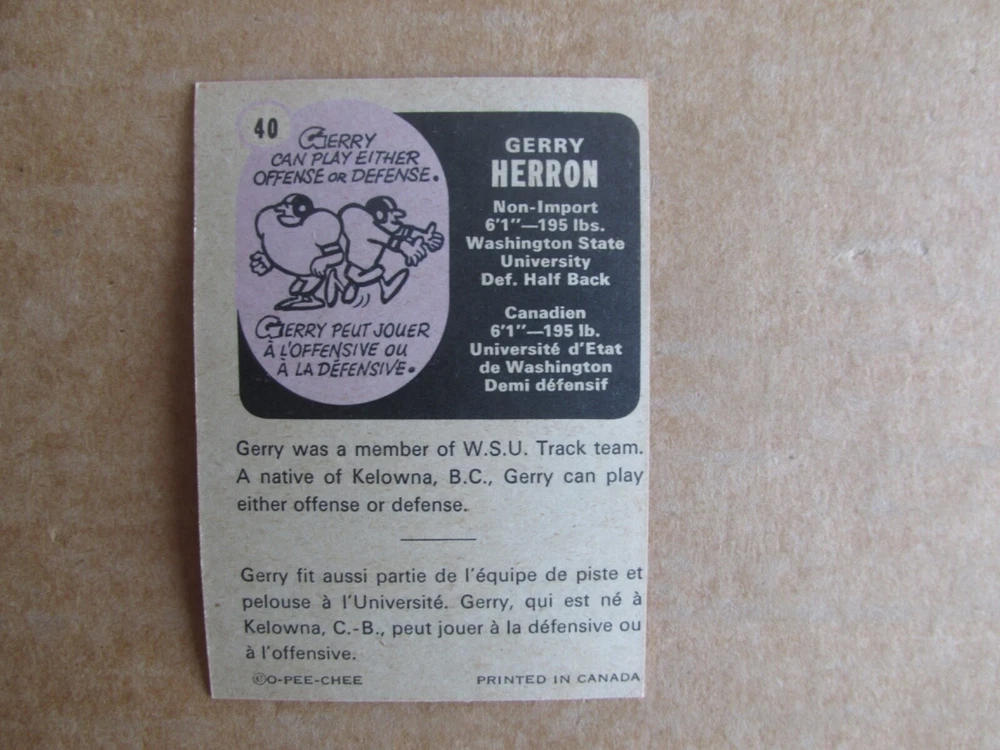 40
GERRY
CAN PLAY EITHER
OFFENSE OR DEFENSE.
GERRY PEUT JOUER
À L'OFFENSIVE OU
À LA DÉFENSIVE.
GERRY
HERRON
Non-Import
6'1"—195 lbs.
Washington State
University
Def. Half Back
Canadien
6'1"—195 lb.
Université d'Etat
de Washington
Demi défensif
Gerry was a member of W.S.U. Track team.
A native of Kelowna, B.C., Gerry can play
either offense or defense.
Gerry fit aussi partie de l'équipe de piste et
pelouse à l'Université. Gerry, qui est né à
Kelowna, C.-B., peut jouer à la défensive ou
à l'offensive.
©O-PEE-CHEE
PRINTED IN CANADA